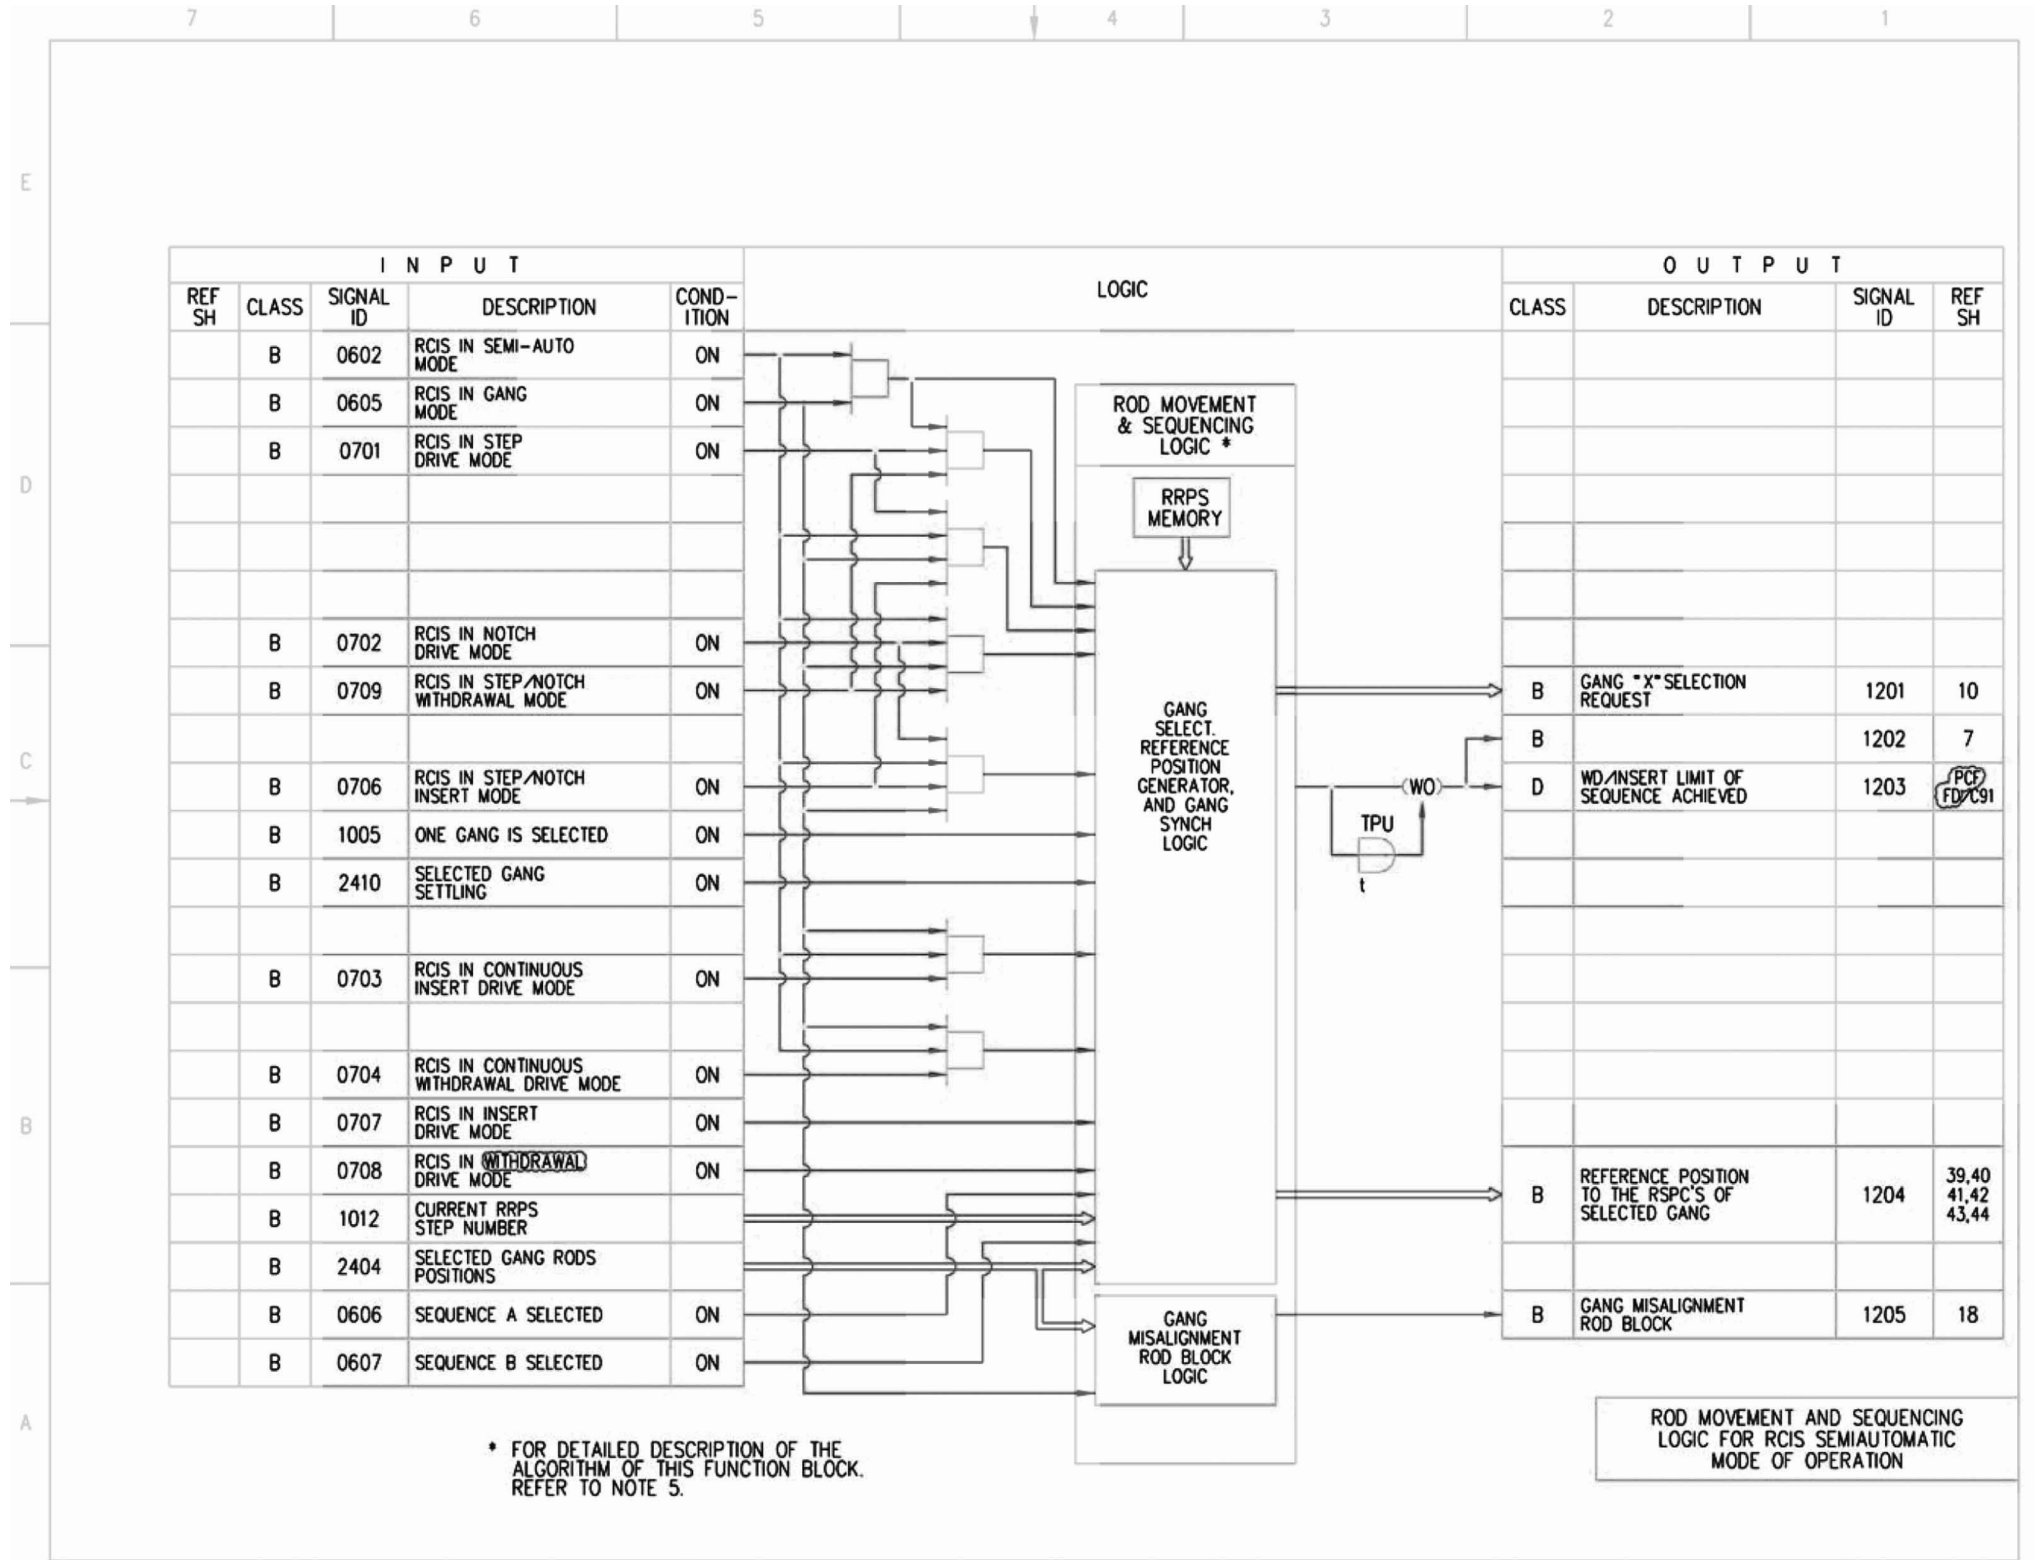 7 6 5 4 3 2 1
E
D
C
B
A
I N P U T
REF
SH
CLASS
SIGNAL
ID
DESCRIPTION
COND-
ITION
LOGIC
O U T P U T
CLASS
DESCRIPTION
SIGNAL
ID
REF
SH
B 0602 RCIS IN SEMI-AUTO
MODE
ON
B 0605 RCIS IN GANG
MODE
ON
B 0701 RCIS IN STEP
DRIVE MODE
ON
B 0702 RCIS IN NOTCH
DRIVE MODE
ON
B 0709 RCIS IN STEP/NOTCH
WITHDRAWAL MODE
ON
B 0706 RCIS IN STEP/NOTCH
INSERT MODE
ON
B 1005 ONE GANG IS SELECTED ON
B 2410 SELECTED GANG
SETTLING
ON
B 0703 RCIS IN CONTINUOUS
INSERT DRIVE MODE
ON
B 0704 RCIS IN CONTINUOUS
WITHDRAWAL DRIVE MODE
ON
B 0707 RCIS IN INSERT
DRIVE MODE
ON
B 0708 RCIS IN WITHDRAWAL
DRIVE MODE
ON
B 1012 CURRENT RRPS
STEP NUMBER
B 2404 SELECTED GANG RODS
POSITIONS
B 0606 SEQUENCE A SELECTED ON
B 0607 SEQUENCE B SELECTED ON
ROD MOVEMENT
& SEQUENCING
LOGIC *
RRPS
MEMORY
GANG
SELECT.
REFERENCE
POSITION
GENERATOR,
AND GANG
SYNCH
LOGIC
GANG
MISALIGNMENT
ROD BLOCK
LOGIC
(WO)
TPU
t
B GANG "X" SELECTION
REQUEST
1201 10
B 1202 7
D WD/INSERT LIMIT OF
SEQUENCE ACHIEVED
1203 PCF
FD/C91
B REFERENCE POSITION
TO THE RSPC'S OF
SELECTED GANG
1204 39,40
41,42
43,44
B GANG MISALIGNMENT
ROD BLOCK
1205 18
* FOR DETAILED DESCRIPTION OF THE
ALGORITHM OF THIS FUNCTION BLOCK.
REFER TO NOTE 5.
ROD MOVEMENT AND SEQUENCING
LOGIC FOR RCIS SEMIAUTOMATIC
MODE OF OPERATION